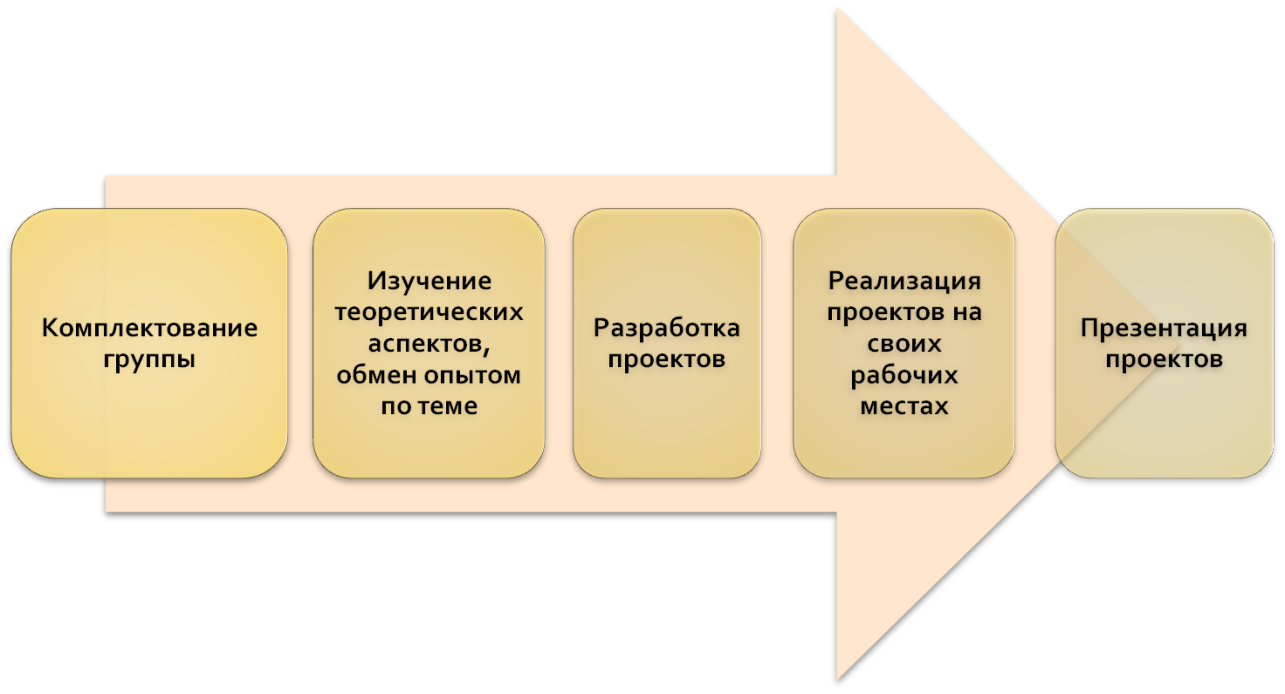 Комплектование
группы
Изучение
теоретических
аспектов,
обмен опытом
по теме
Разработка
проектов
Реализация
проектов на
своих
рабочих
местах
Презентация
проектов